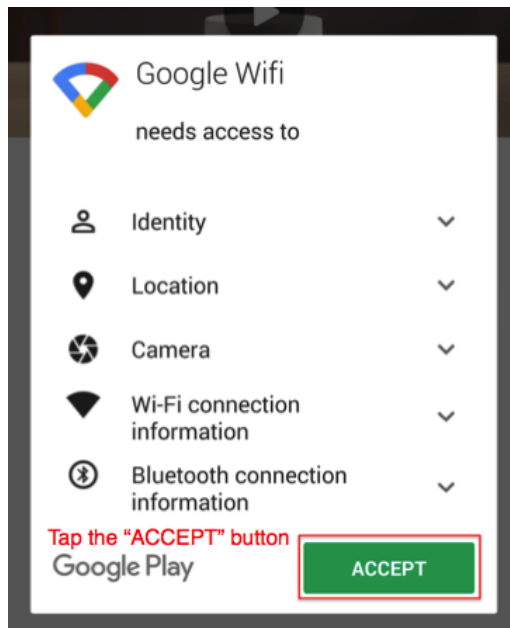 Google Wifi
needs access to
Identity
Location
Camera
Wi-Fi connection
information
Bluetooth connection
information
Tap the “ACCEPT” button
Google Play
ACCEPT